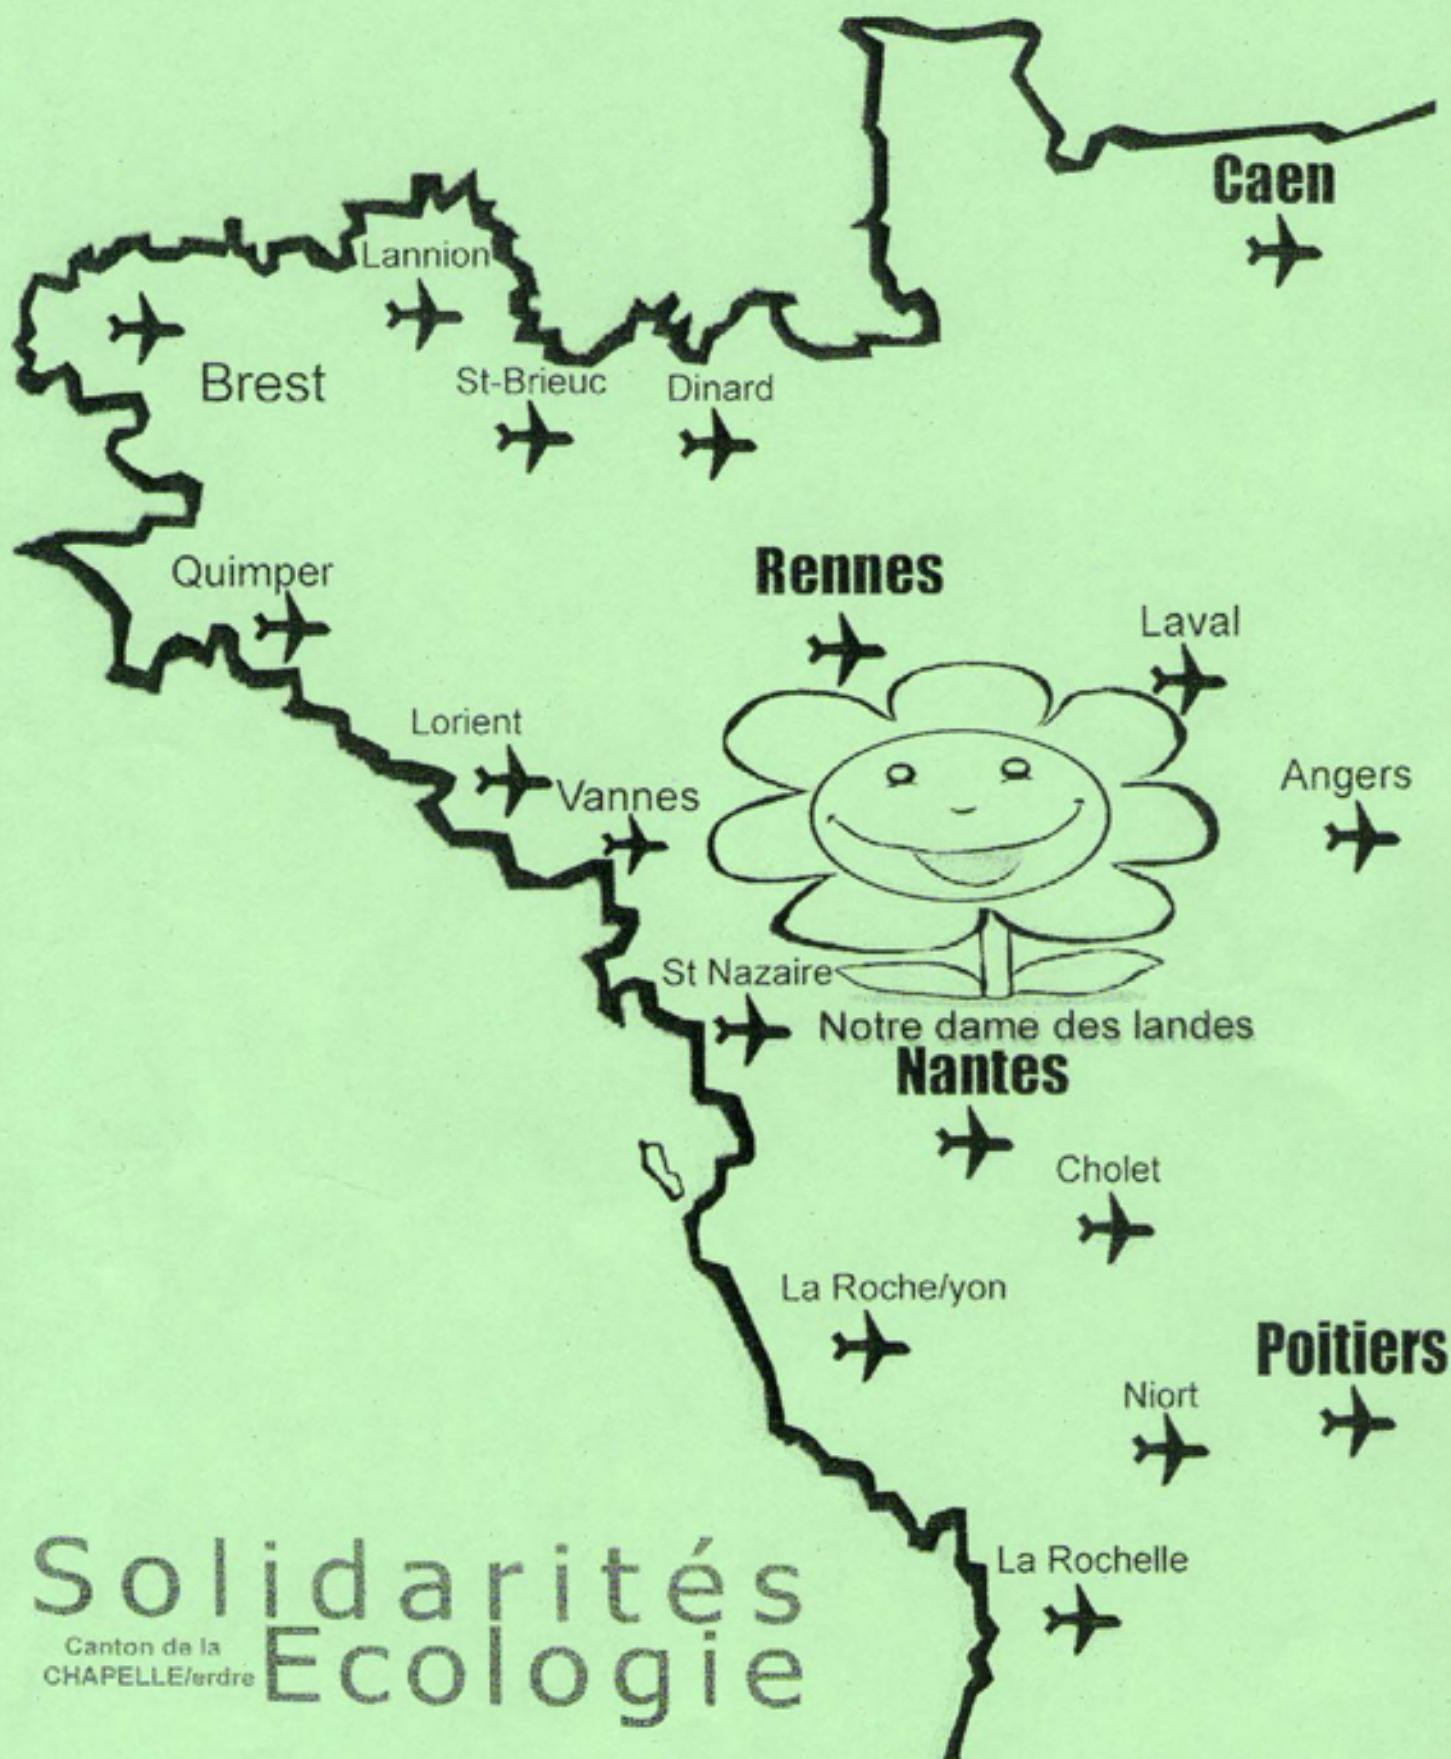 Caen
Lannion
Brest
St-Brieuc
Dinard
Quimper
Rennes
Laval
Lorient
Vannes
Angers
St Nazaire
Notre dame des landes
Nantes
Cholet
La Roche/yon
Poitiers
Niort
La Rochelle
Solidarités
Canton de la
CHAPELLE/erdre
Ecologie